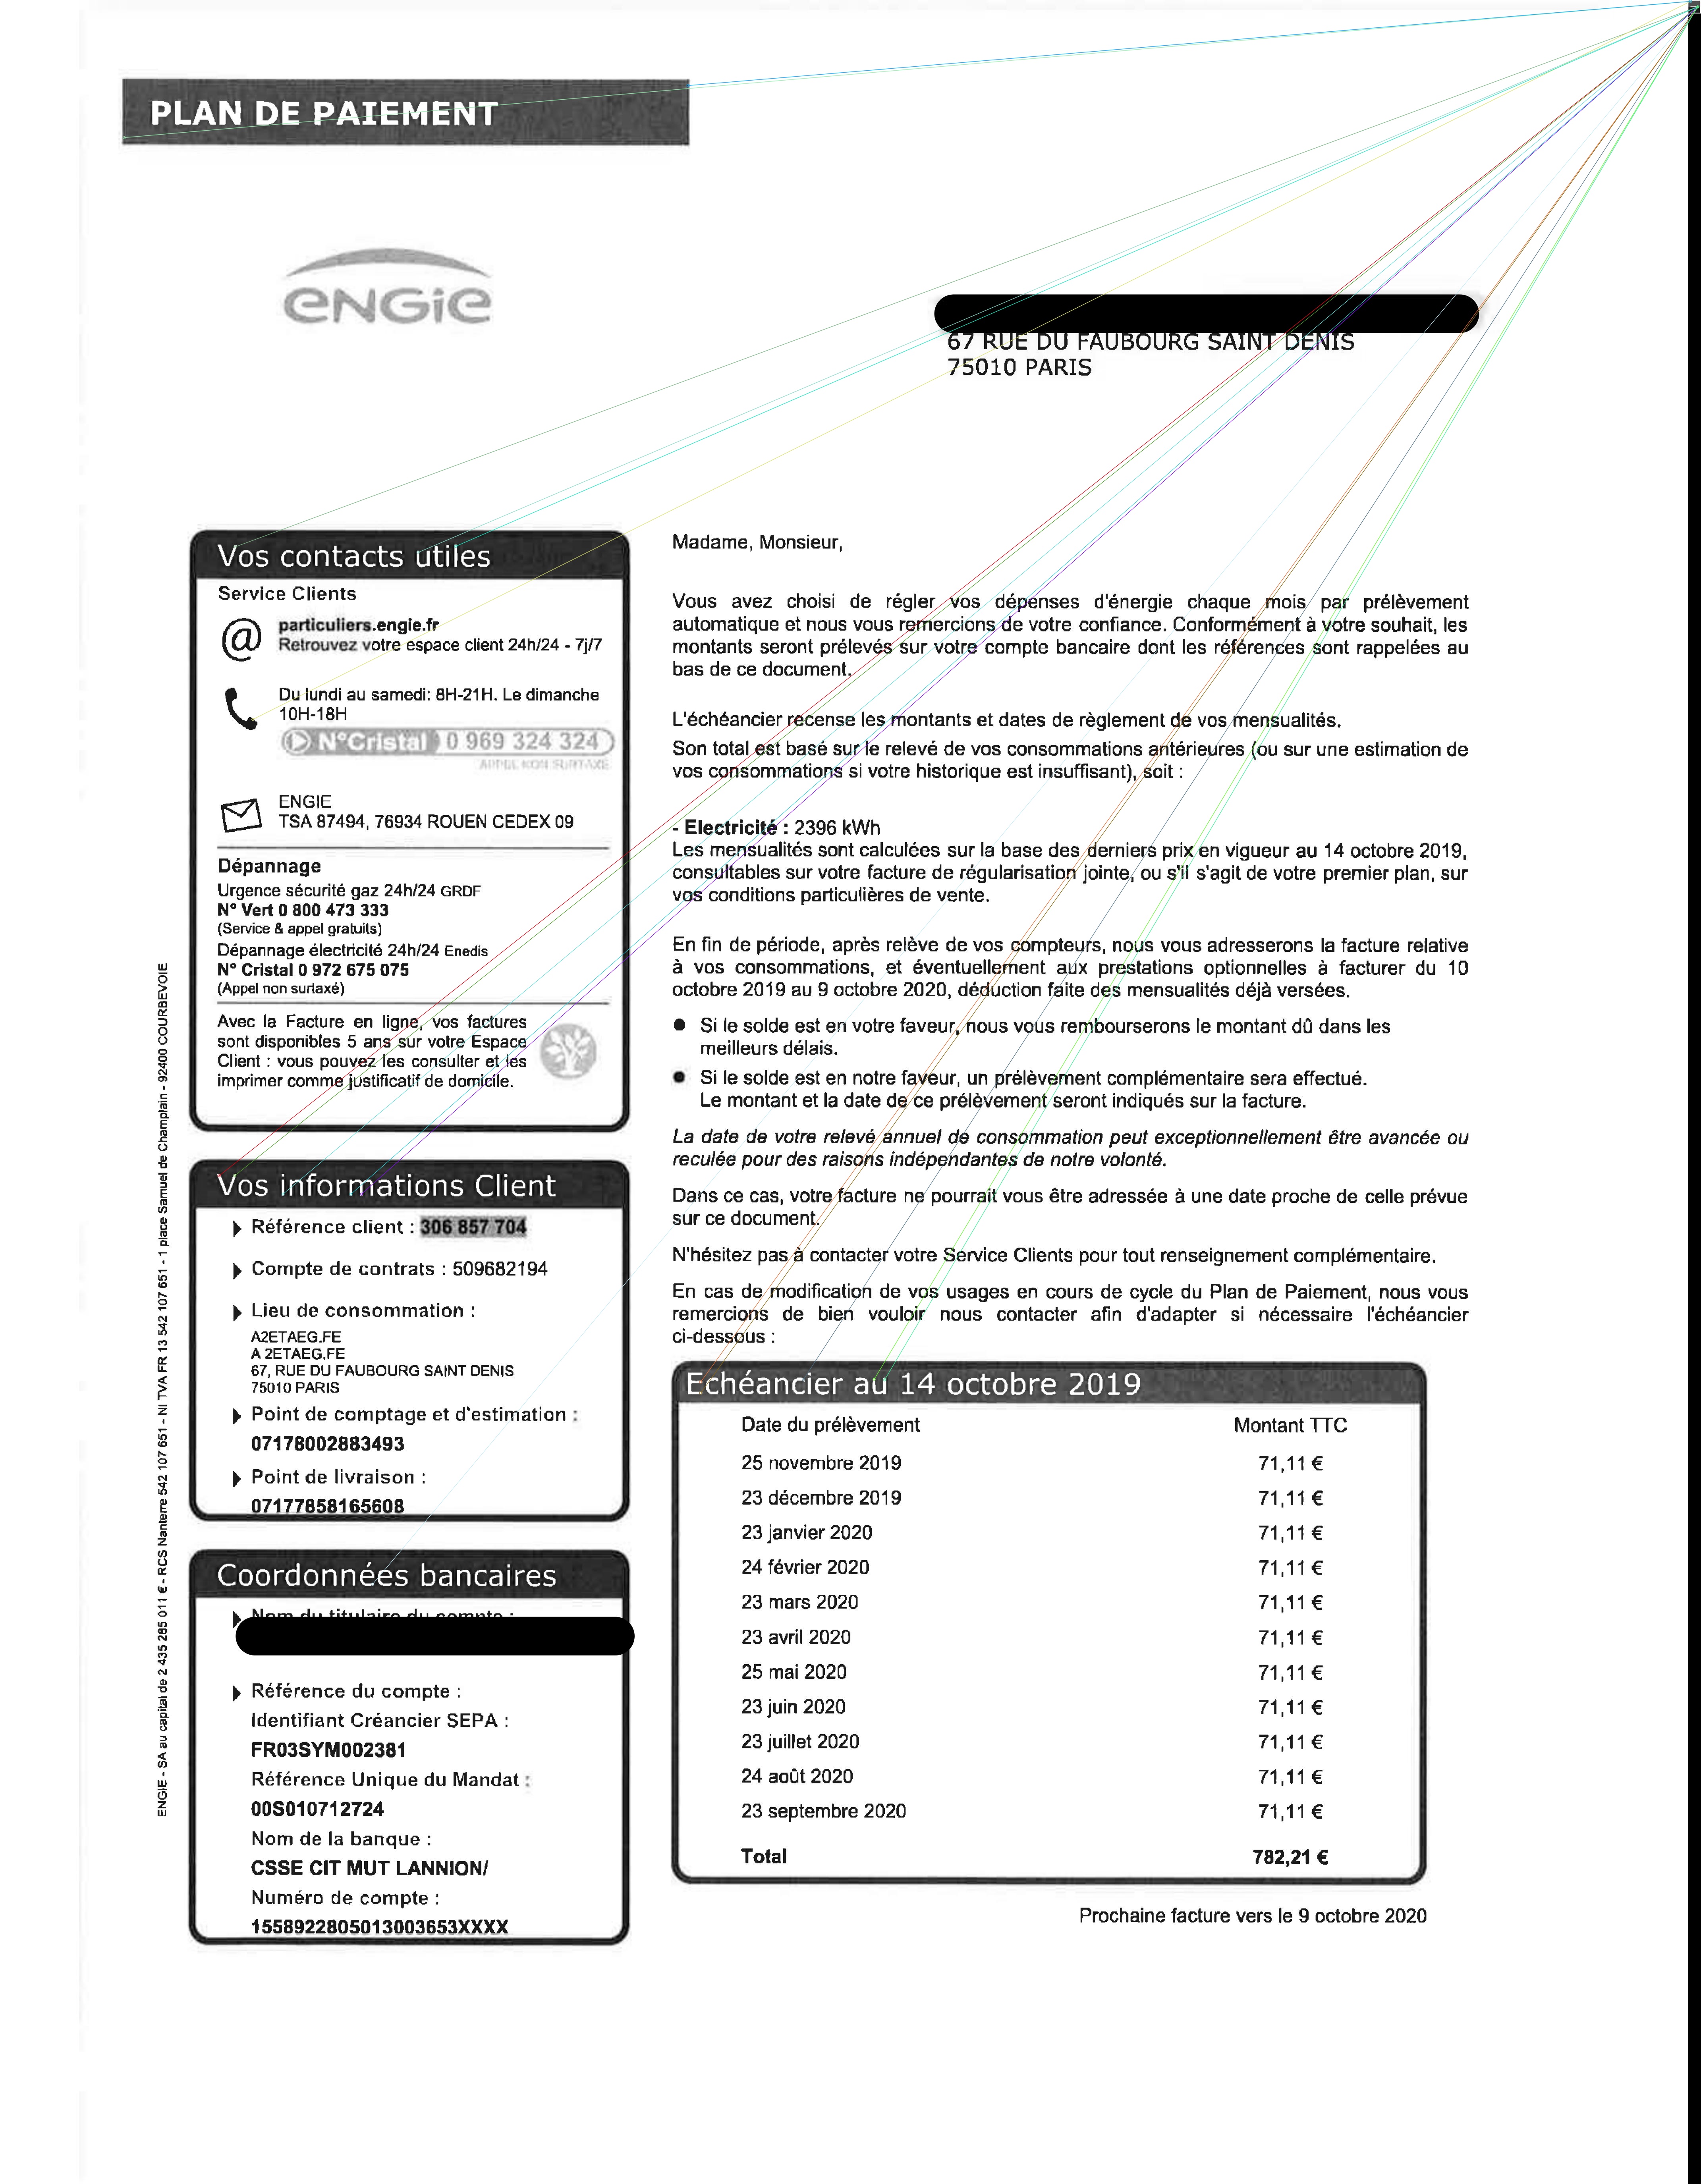 PLAN DE PAIEMENT
ENGIE
67 RUE DU FAUBOURG SAINT DENIS
75010 PARIS
Vos contacts utiles
Service Clients
particuliers.engie.fr
Retrouvez votre espace client 24h/24 - 7j/7
Du lundi au samedi: 8H-21H. Le dimanche
10H-18H
N°Cristal 0 969 324 324
APPEL NON SURTAXE
ENGIE
TSA 87494, 76934 ROUEN CEDEX 09
Dépannage
Urgence sécurité gaz 24h/24 GRDF
N° Vert 0 800 473 333
(Service & appel gratuits)
Dépannage électricité 24h/24 Enedis
N° Cristal 0 972 675 075
(Appel non surtaxé)
Avec la Facture en ligne, vos factures
sont disponibles 5 ans sur votre Espace
Client : vous pouvez les consulter et les
imprimer comme justificatif de domicile.
Vos informations Client
Référence client : 306 857 704
Compte de contrats : 509682194
Lieu de consommation :
A2ETAEG.FE
A 2ETAEG.FE
67, RUE DU FAUBOURG SAINT DENIS
75010 PARIS
Point de comptage et d'estimation :
07178002883493
Point de livraison :
07177858165608
Coordonnées bancaires
Nom du titulaire du compte :
Référence du compte :
Identifiant Créancier SEPA :
FR03SYM002381
Référence Unique du Mandat :
00S010712724
Nom de la banque :
CSSE CIT MUT LANNION/
Numéro de compte :
1558922805013003653XXXX
ENGIE - SA au capital de 2 435 285 011 € - RCS Nanterre 542 107 651 - NI TVA FR 13 542 107 651 - 1 place Samuel de Champlain - 92400 COURBEVOIE
Madame, Monsieur,
Vous avez choisi de régler vos dépenses d'énergie chaque mois par prélèvement
automatique et nous vous remercions de votre confiance. Conformément à votre souhait, les
montants seront prélevés sur votre compte bancaire dont les références sont rappelées au
bas de ce document.
L'échéancier recense les montants et dates de règlement de vos mensualités.
Son total est basé sur le relevé de vos consommations antérieures (ou sur une estimation de
vos consommations si votre historique est insuffisant), soit :
- Electricité : 2396 kWh
Les mensualités sont calculées sur la base des derniers prix en vigueur au 14 octobre 2019,
consultables sur votre facture de régularisation jointe, ou s'il s'agit de votre premier plan, sur
vos conditions particulières de vente.
En fin de période, après relève de vos compteurs, nous vous adresserons la facture relative
à vos consommations, et éventuellement aux prestations optionnelles à facturer du 10
octobre 2019 au 9 octobre 2020, déduction faite des mensualités déjà versées.
● Si le solde est en votre faveur, nous vous rembourserons le montant dû dans les
meilleurs délais.
● Si le solde est en notre faveur, un prélèvement complémentaire sera effectué.
Le montant et la date de ce prélèvement seront indiqués sur la facture.
La date de votre relevé annuel de consommation peut exceptionnellement être avancée ou
reculée pour des raisons indépendantes de notre volonté.
Dans ce cas, votre facture ne pourrait vous être adressée à une date proche de celle prévue
sur ce document.
N'hésitez pas à contacter votre Service Clients pour tout renseignement complémentaire.
En cas de modification de vos usages en cours de cycle du Plan de Paiement, nous vous
remercions de bien vouloir nous contacter afin d'adapter si nécessaire l'échéancier
ci-dessous :
Echéancier au 14 octobre 2019
Date du prélèvement Montant TTC
25 novembre 2019 71,11 €
23 décembre 2019 71,11 €
23 janvier 2020 71,11 €
24 février 2020 71,11 €
23 mars 2020 71,11 €
23 avril 2020 71,11 €
25 mai 2020 71,11 €
23 juin 2020 71,11 €
23 juillet 2020 71,11 €
24 août 2020 71,11 €
23 septembre 2020 71,11 €
Total 782,21 €
Prochaine facture vers le 9 octobre 2020